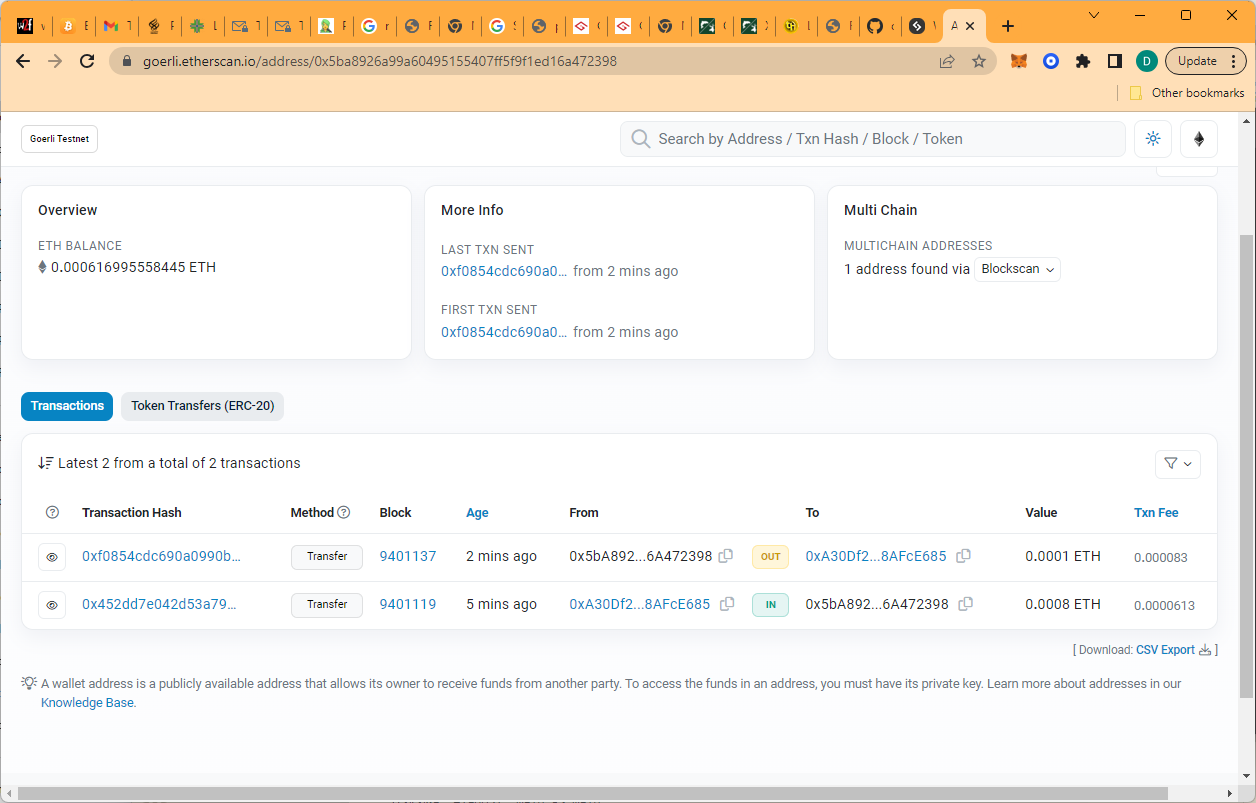 goerli.etherscan.io/address/0x5ba8926a99a60495155407ff5f9f1ed16a472398
D
Update
Other bookmarks
Goerli Testnet
Search by Address / Txn Hash / Block / Token
Overview
ETH BALANCE
0.000616995558445 ETH
More Info
LAST TXN SENT
0xf0854cdc690a0... from 2 mins ago
FIRST TXN SENT
0xf0854cdc690a0... from 2 mins ago
Multi Chain
MULTICHAIN ADDRESSES
1 address found via Blockscan
Transactions Token Transfers (ERC-20)
Latest 2 from a total of 2 transactions
Transaction Hash Method Block Age From To Value Txn Fee
0xf0854cdc690a0990b... Transfer 9401137 2 mins ago 0x5bA892...6A472398 OUT 0xA30Df2...8AFcE685 0.0001 ETH 0.000083
0x452dd7e042d53a79... Transfer 9401119 5 mins ago 0xA30Df2...8AFcE685 IN 0x5bA892...6A472398 0.0008 ETH 0.0000613
[ Download: CSV Export ]
A wallet address is a publicly available address that allows its owner to receive funds from another party. To access the funds in an address, you must have its private key. Learn more about addresses in our
Knowledge Base.